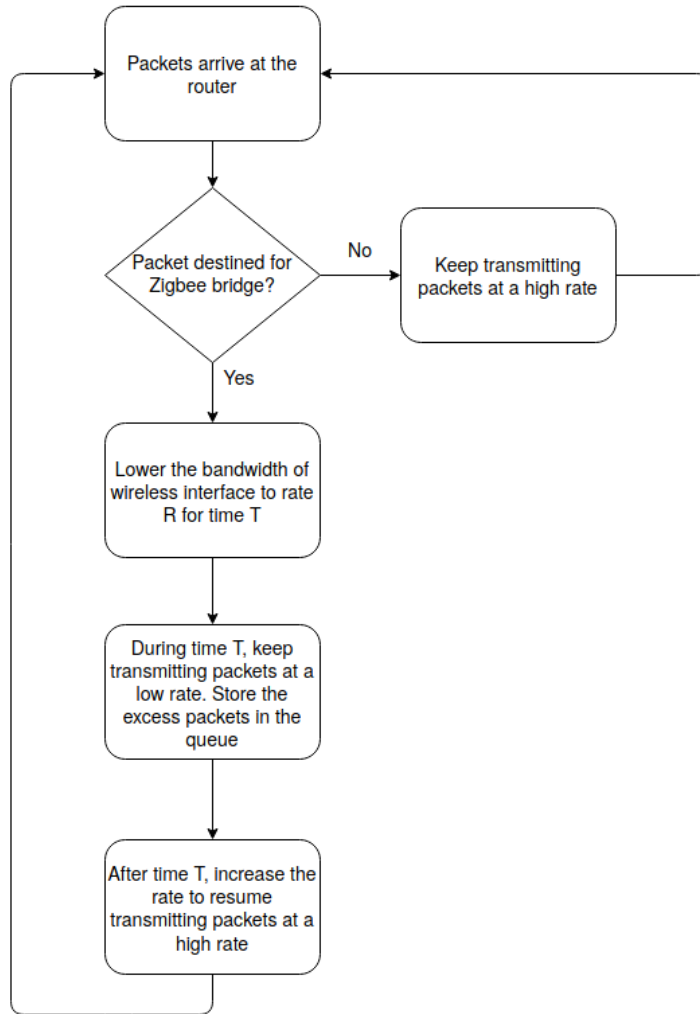 Packets arrive at the
router
Packet destined for
Zigbee bridge?
No
Keep transmitting
packets at a high rate
Yes
Lower the bandwidth of
wireless interface to rate
R for time T
During time T, keep
transmitting packets at a
low rate. Store the
excess packets in the
queue
After time T, increase the
rate to resume
transmitting packets at a
high rate